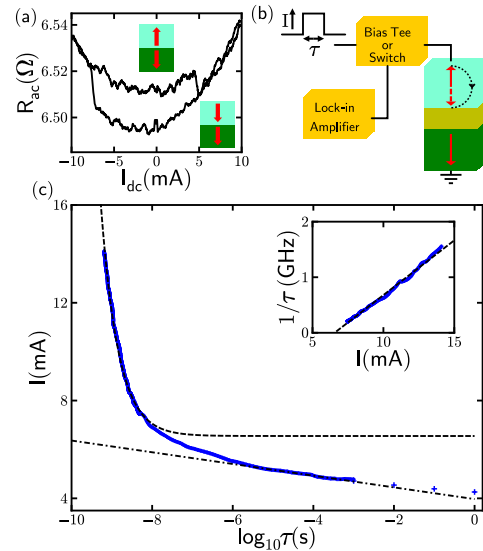 (a)
R_ac(Ω)
6.54
6.52
6.50
−10 −5 0 5 10
I_dc(mA)
(b)
I
τ
Bias Tee
or
Switch
Lock-in
Amplifier
(c)
I(mA)
16
12
8
4
−10 −8 −6 −4 −2 0
log₁₀τ(s)
1/τ (GHz)
2
1
0
5 10 15
I(mA)